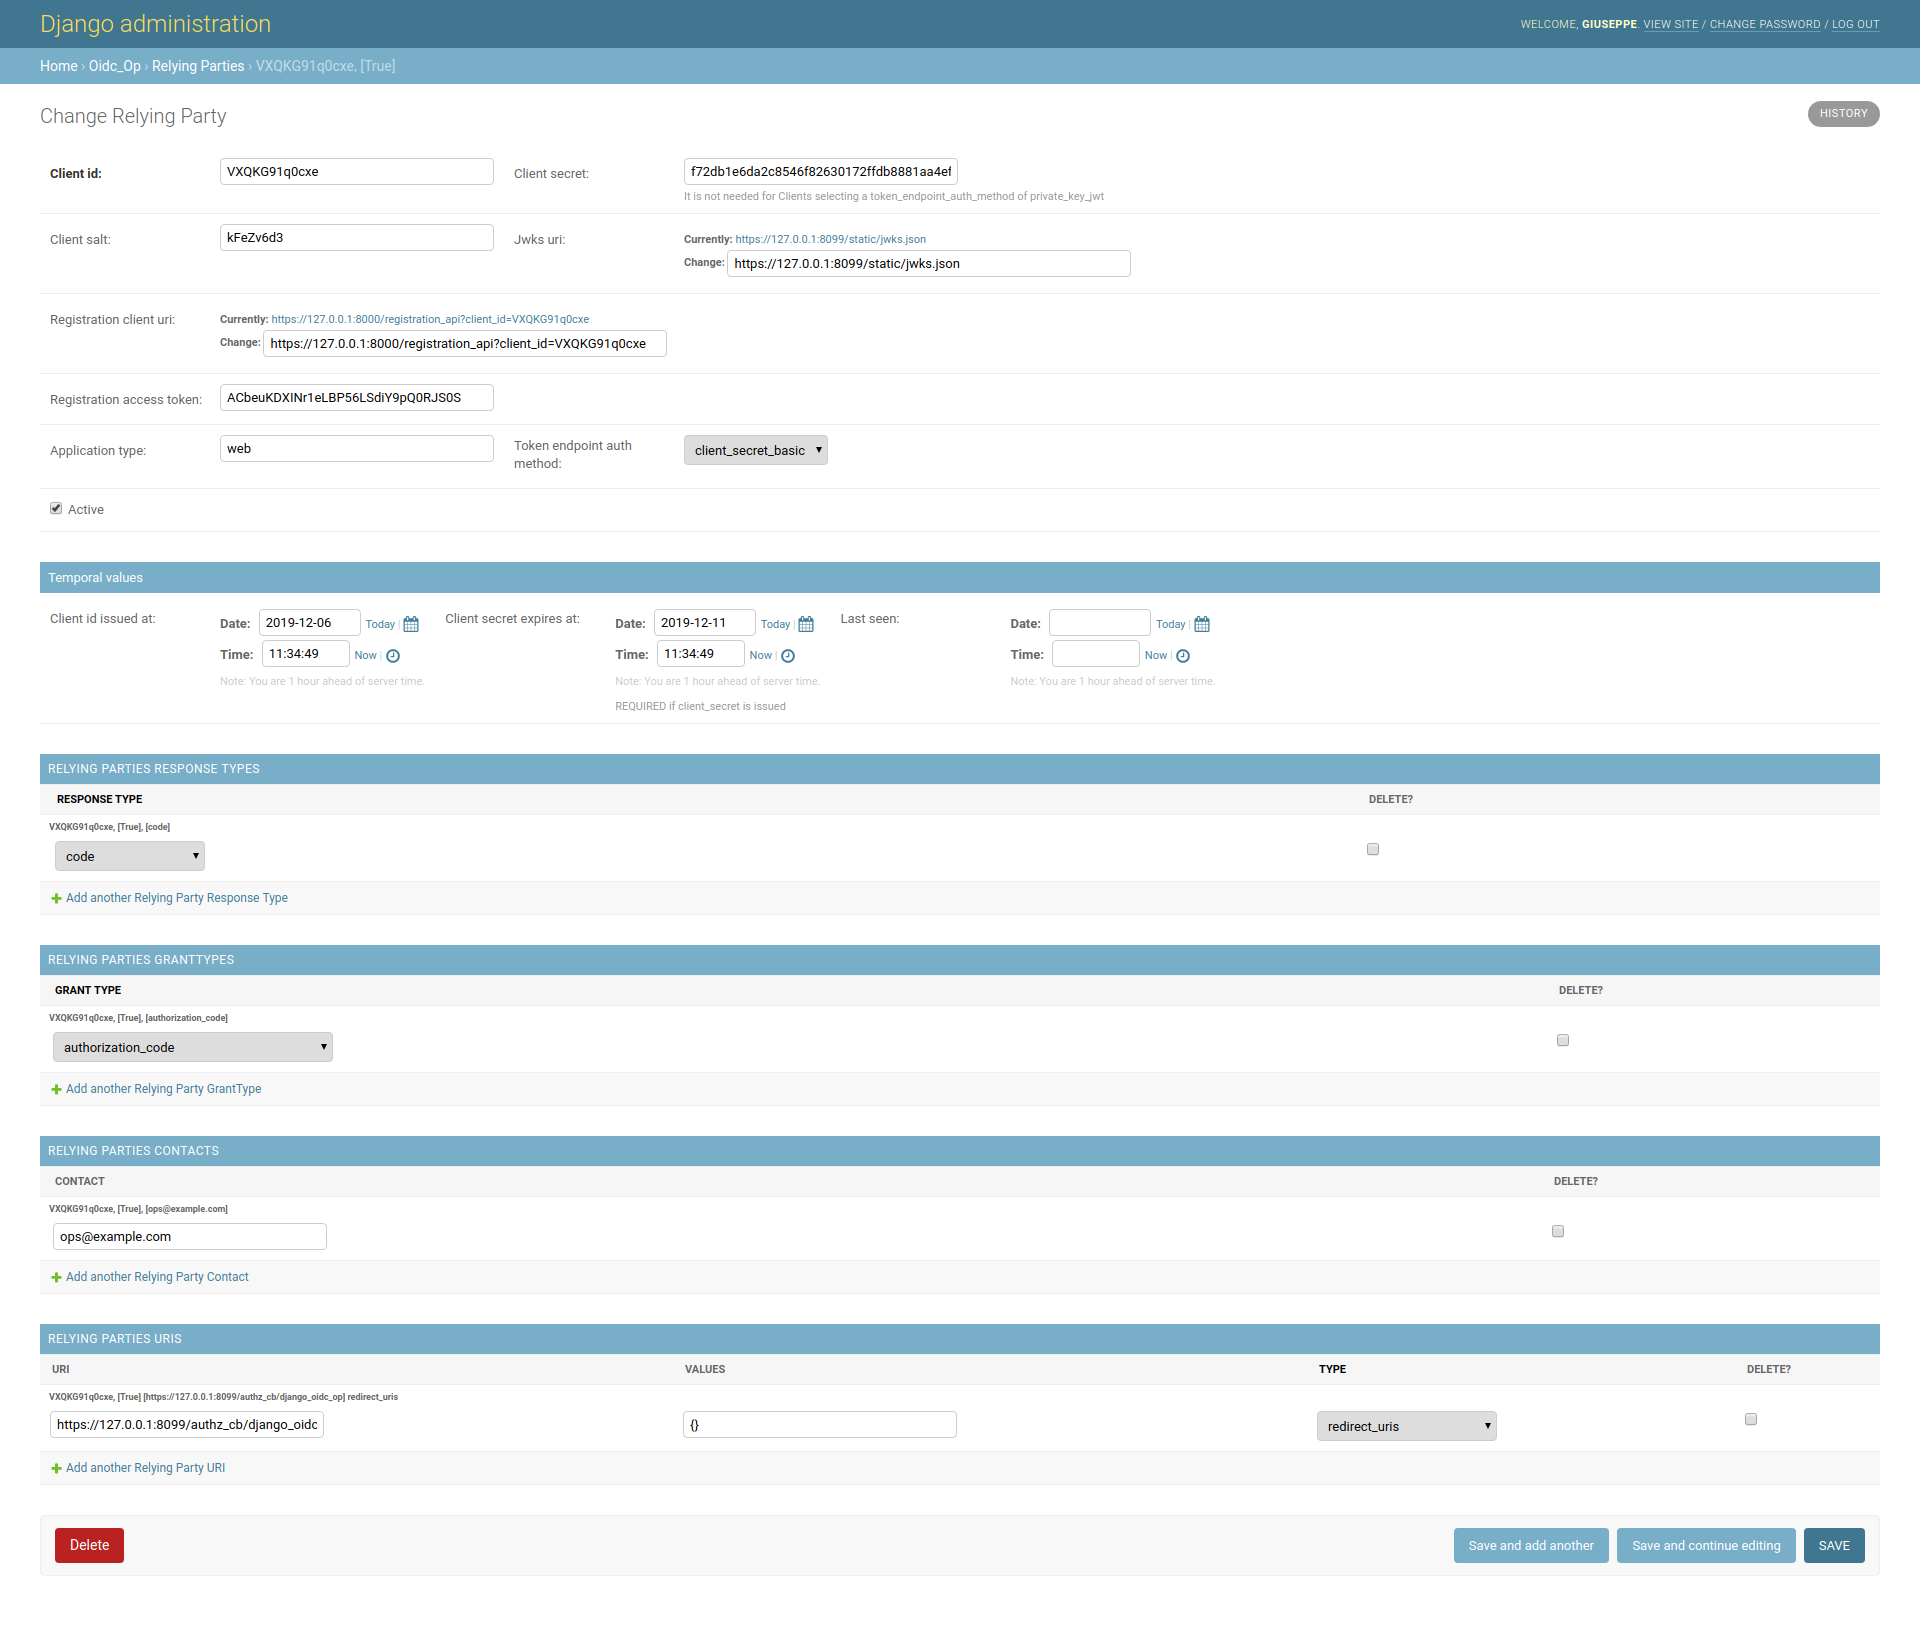 Django administration
WELCOME, GIUSEPPE. VIEW SITE / CHANGE PASSWORD / LOG OUT
Home › Oidc_Op › Relying Parties › VXQKG91q0cxe, [True]
Change Relying Party
HISTORY
Client id: VXQKG91q0cxe Client secret: f72db1e6da2c8546f82630172ffdb8881aa4ef
It is not needed for Clients selecting a token_endpoint_auth_method of private_key_jwt
Client salt: kFeZv6d3 Jwks uri: Currently: https://127.0.0.1:8099/static/jwks.json
Change: https://127.0.0.1:8099/static/jwks.json
Registration client uri: Currently: https://127.0.0.1:8000/registration_api?client_id=VXQKG91q0cxe
Change: https://127.0.0.1:8000/registration_api?client_id=VXQKG91q0cxe
Registration access token: ACbeuKDXINr1eLBP56LSdiY9pQ0RJS0S
Application type: web Token endpoint auth method: client_secret_basic
Active
Temporal values
Client id issued at: Date: 2019-12-06 Today | Client secret expires at: Date: 2019-12-11 Today | Last seen: Date: Today |
Time: 11:34:49 Now | Time: 11:34:49 Now | Time: Now |
Note: You are 1 hour ahead of server time. Note: You are 1 hour ahead of server time. Note: You are 1 hour ahead of server time.
REQUIRED if client_secret is issued
RELYING PARTIES RESPONSE TYPES
RESPONSE TYPE DELETE?
VXQKG91q0cxe, [True], [code]
code
Add another Relying Party Response Type
RELYING PARTIES GRANTTYPES
GRANT TYPE DELETE?
VXQKG91q0cxe, [True], [authorization_code]
authorization_code
Add another Relying Party GrantType
RELYING PARTIES CONTACTS
CONTACT DELETE?
VXQKG91q0cxe, [True], [ops@example.com]
ops@example.com
Add another Relying Party Contact
RELYING PARTIES URIS
URI VALUES TYPE DELETE?
VXQKG91q0cxe, [True] [https://127.0.0.1:8099/authz_cb/django_oidc_op] redirect_uris
https://127.0.0.1:8099/authz_cb/django_oidc {} redirect_uris
Add another Relying Party URI
Delete Save and add another Save and continue editing SAVE